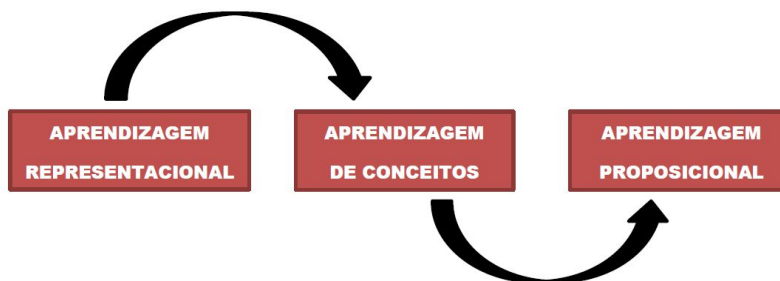 APRENDIZAGEM
REPRESENTACIONAL
APRENDIZAGEM
DE CONCEITOS
APRENDIZAGEM
PROPOSICIONAL